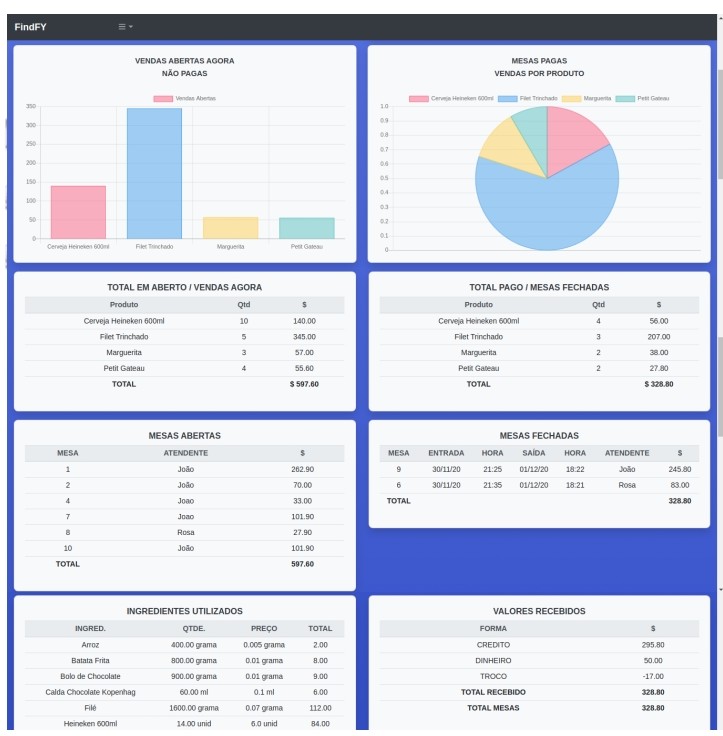 FindFY
VENDAS ABERTAS AGORA
NÃO PAGAS
Vendas Abertas
350
300
250
200
150
100
50
0
Cerveja Heineken 600ml Filet Trinchado Marguerita Petit Gateau
MESAS PAGAS
VENDAS POR PRODUTO
Cerveja Heineken 600ml Filet Trinchado Marguerita Petit Gateau
1.0
0.9
0.8
0.7
0.6
0.5
0.4
0.3
0.2
0.1
0
TOTAL EM ABERTO / VENDAS AGORA
Produto Qtd $
Cerveja Heineken 600ml 10 140.00
Filet Trinchado 5 345.00
Marguerita 3 57.00
Petit Gateau 4 55.60
TOTAL $ 597.60
TOTAL PAGO / MESAS FECHADAS
Produto Qtd $
Cerveja Heineken 600ml 4 56.00
Filet Trinchado 3 207.00
Marguerita 2 38.00
Petit Gateau 2 27.80
TOTAL $ 328.80
MESAS ABERTAS
MESA ATENDENTE $
1 João 262.90
2 João 70.00
4 Joao 33.00
7 Joao 101.90
8 Rosa 27.90
10 João 101.90
TOTAL 597.60
MESAS FECHADAS
MESA ENTRADA HORA SAÍDA HORA ATENDENTE $
9 30/11/20 21:25 01/12/20 18:22 João 245.80
6 30/11/20 21:35 01/12/20 18:21 Rosa 83.00
TOTAL 328.80
INGREDIENTES UTILIZADOS
INGRED. QTDE. PREÇO TOTAL
Arroz 400.00 grama 0.005 grama 2.00
Batata Frita 800.00 grama 0.01 grama 8.00
Bolo de Chocolate 900.00 grama 0.01 grama 9.00
Calda Chocolate Kopenhag 60.00 ml 0.1 ml 6.00
Filé 1600.00 grama 0.07 grama 112.00
Heineken 600ml 14.00 unid 6.0 unid 84.00
VALORES RECEBIDOS
FORMA $
CREDITO 295.80
DINHEIRO 50.00
TROCO -17.00
TOTAL RECEBIDO 328.80
TOTAL MESAS 328.80